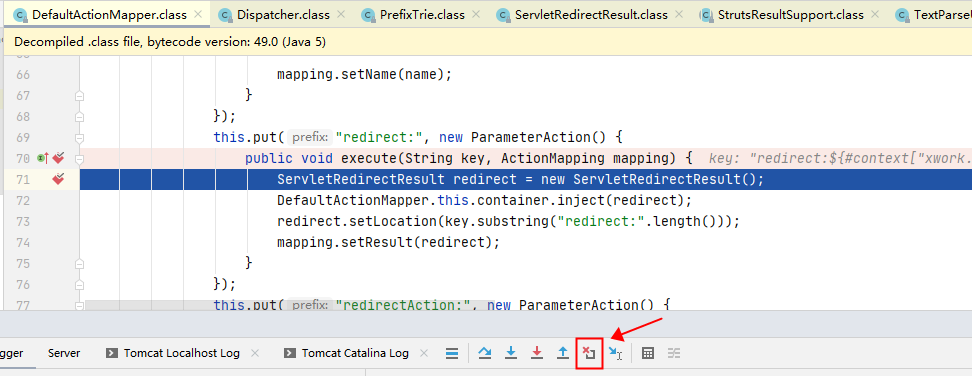 DefaultActionMapper.class Dispatcher.class PrefixTrie.class ServletRedirectResult.class StrutsResultSupport.class TextParse
Decompiled .class file, bytecode version: 49.0 (Java 5)
66 mapping.setName(name);
67 }
68 });
69 this.put( prefix: "redirect:", new ParameterAction() {
70 public void execute(String key, ActionMapping mapping) { key: "redirect:${#context["xwork.
71 ServletRedirectResult redirect = new ServletRedirectResult();
72 DefaultActionMapper.this.container.inject(redirect);
73 redirect.setLocation(key.substring("redirect:".length()));
74 mapping.setResult(redirect);
75 }
76 });
77 this.put( prefix: "redirectAction:", new ParameterAction() {
gger Server Tomcat Localhost Log Tomcat Catalina Log